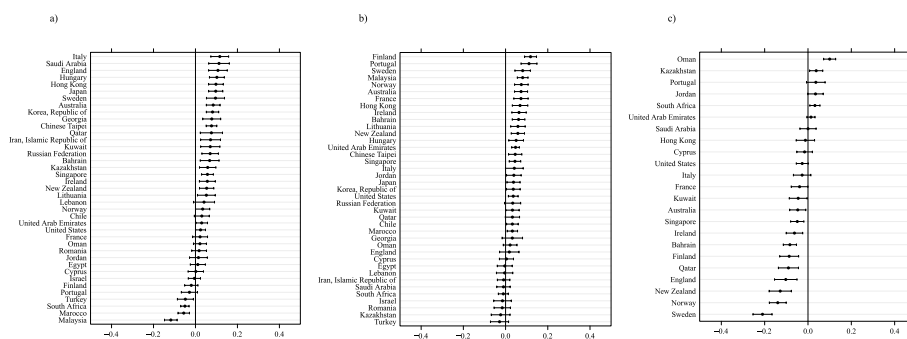 a)
Italy
Saudi Arabia
England
Hungary
Hong Kong
Japan
Sweden
Australia
Korea, Republic of
Georgia
Chinese Taipei
Qatar
Iran, Islamic Republic of
Kuwait
Russian Federation
Bahrain
Kazakhstan
Singapore
Ireland
New Zealand
Lithuania
Lebanon
Norway
Chile
United Arab Emirates
United States
France
Oman
Romania
Jordan
Egypt
Cyprus
Israel
Finland
Portugal
Turkey
South Africa
Marocco
Malaysia
−0.4 −0.2 0.0 0.2 0.4
b)
Finland
Portugal
Sweden
Malaysia
Norway
Australia
France
Hong Kong
Ireland
Bahrain
Lithuania
New Zealand
Hungary
United Arab Emirates
Chinese Taipei
Singapore
Italy
Jordan
Japan
Korea, Republic of
United States
Russian Federation
Kuwait
Qatar
Chile
Marocco
Georgia
Oman
England
Cyprus
Egypt
Lebanon
Iran, Islamic Republic of
Saudi Arabia
South Africa
Israel
Romania
Kazakhstan
Turkey
−0.4 −0.2 0.0 0.2 0.4
c)
Oman
Kazakhstan
Portugal
Jordan
South Africa
United Arab Emirates
Saudi Arabia
Hong Kong
Cyprus
United States
Italy
France
Kuwait
Australia
Singapore
Ireland
Bahrain
Finland
Qatar
England
New Zealand
Norway
Sweden
−0.4 −0.2 0.0 0.2 0.4